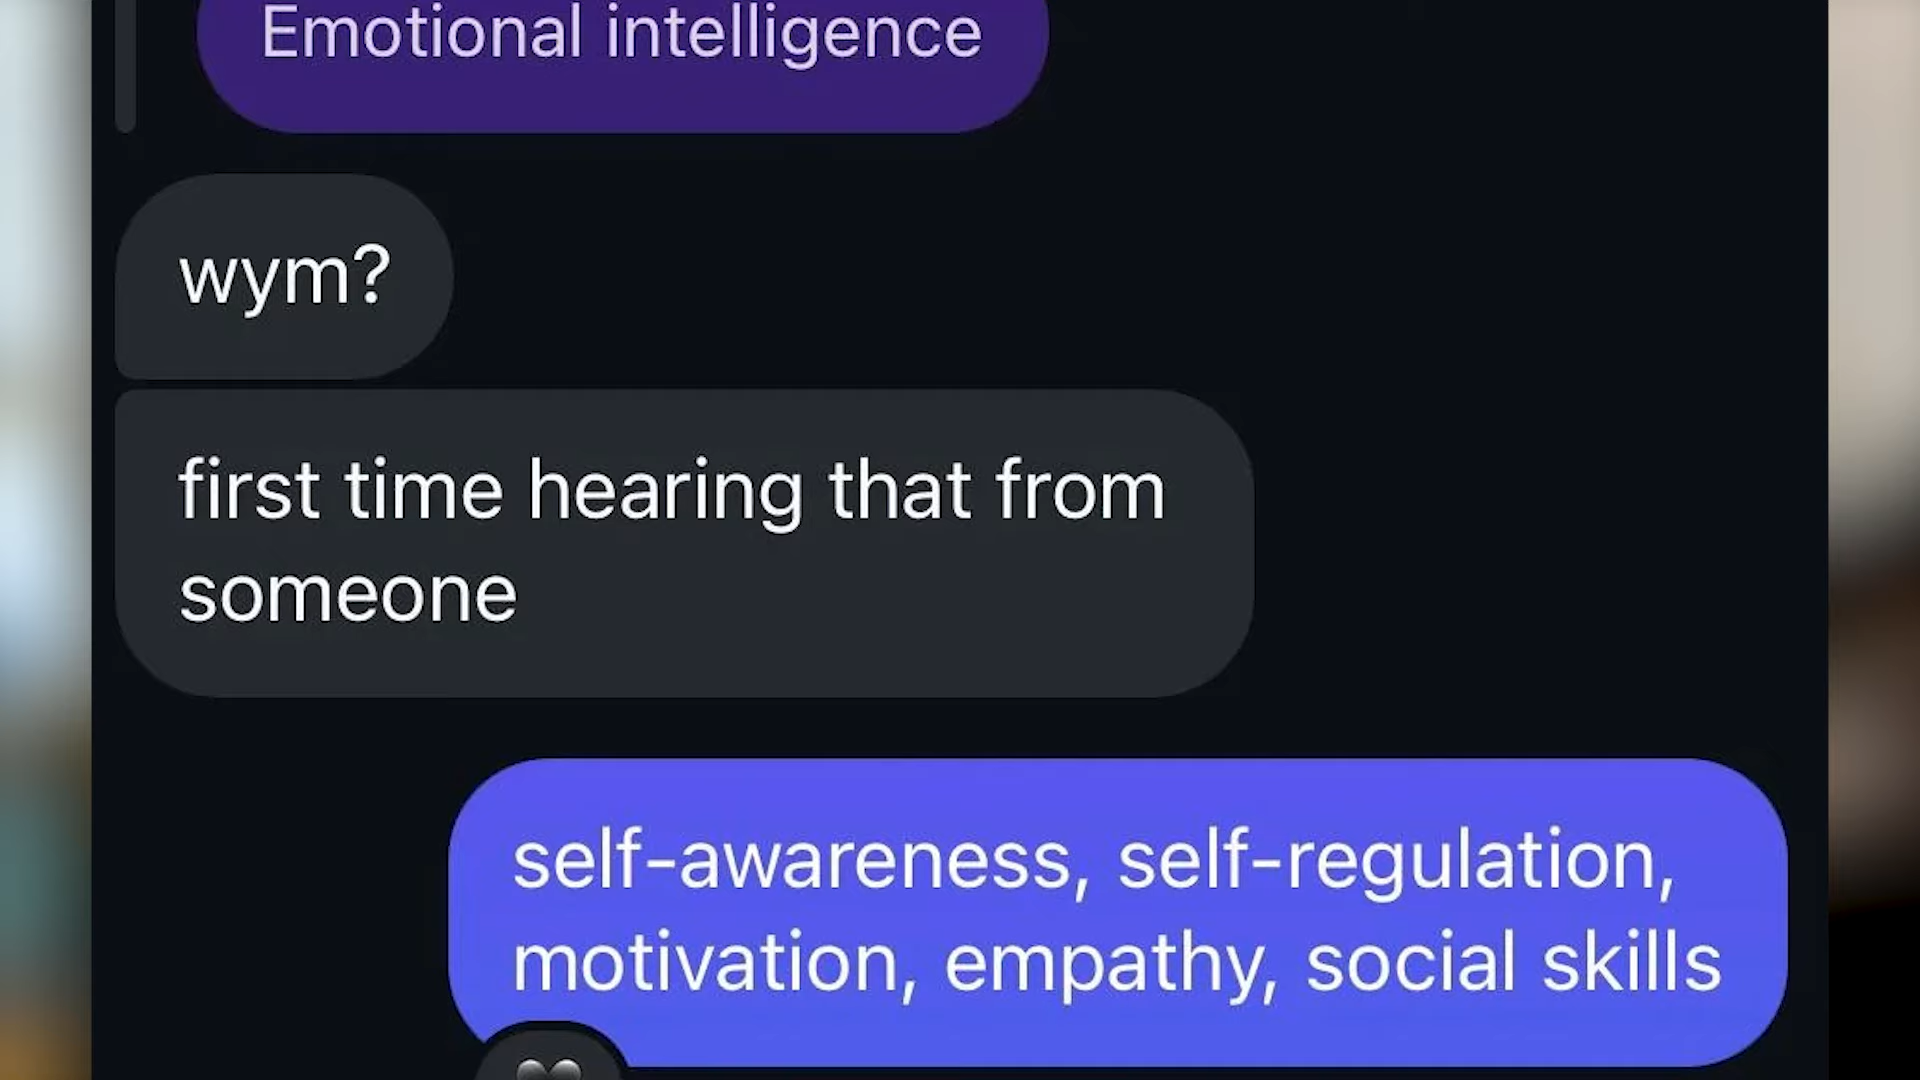 Emotional intelligence
wym?
first time hearing that from
someone
self-awareness, self-regulation,
motivation, empathy, social skills